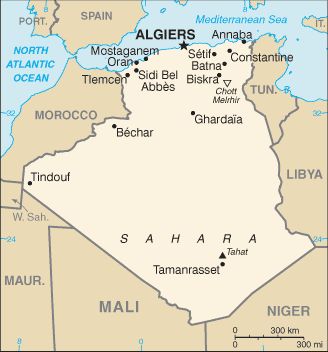 SPAIN
PORT.
Mediterranean Sea
ALGIERS
Annaba
Mostaganem
Oran
Sétif
Constantine
NORTH
ATLANTIC
OCEAN
Batna
Tlemcen
Sidi Bel
Abbès
Biskra
Chott
Melrhir
TUN.
32
32
MOROCCO
Ghardaïa
Béchar
LIBYA
Tindouf
W. Sah.
24
24
SAHARA
Tahat
Tamanrasset
MAUR.
MALI
NIGER
0 300 km
0 300 mi
8
0
8